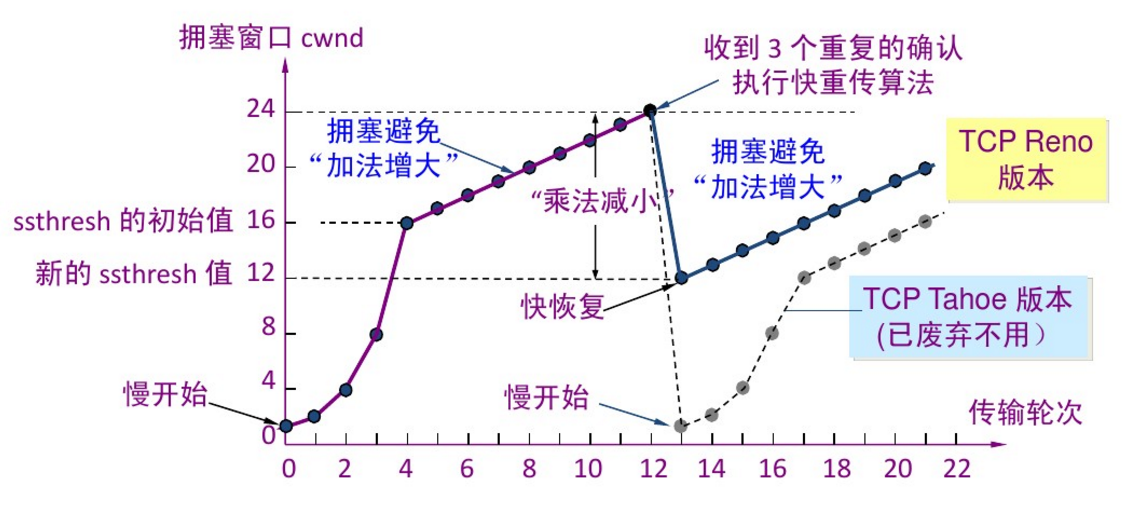 拥塞窗口 cwnd
收到 3 个重复的确认
执行快重传算法
24
拥塞避免
“加法增大”
拥塞避免
“加法增大”
TCP Reno
版本
20
“乘法减小”
ssthresh 的初始值 16
新的 ssthresh 值 12
快恢复
TCP Tahoe 版本
(已废弃不用）
8
4
慢开始
慢开始
传输轮次
0
0 2 4 6 8 10 12 14 16 18 20 22